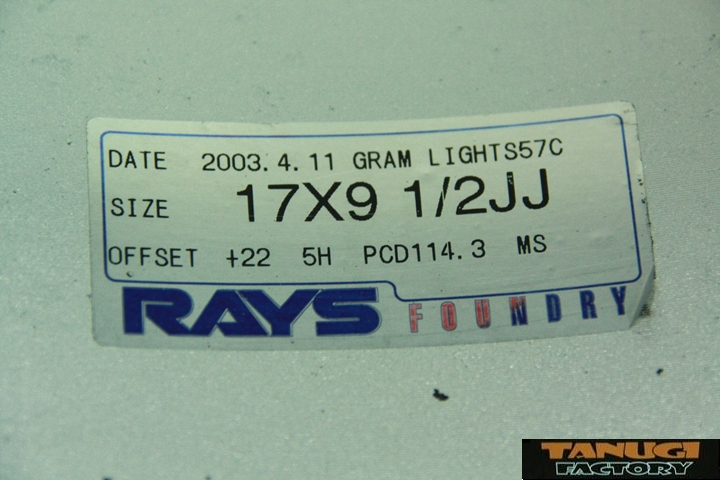 DATE 2003.4.11 GRAM LIGHTS57C
SIZE 17X9 1/2JJ
OFFSET +22 5H PCD114.3 MS
RAYS FOUNDRY
TANUGI
FACTORY